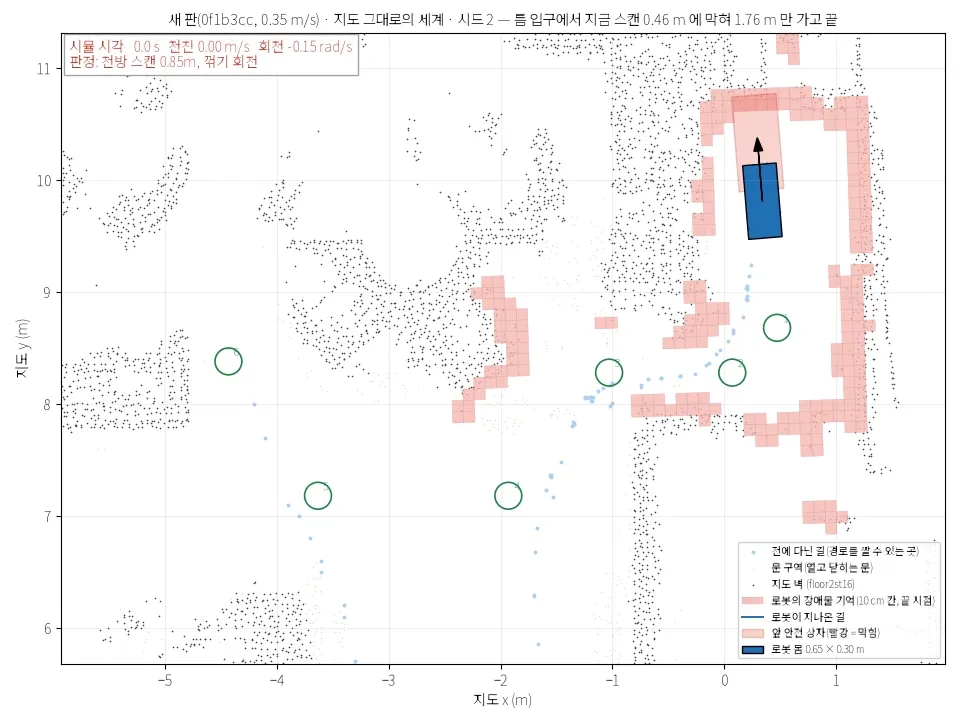 새 판(0f1b3cc, 0.35 m/s) · 지도 그대로의 세계 · 시드 2 — 틈 입구에서 지금 스캔 0.46 m 에 막혀 1.76 m 만 가고 끝
시뮬 시각 0.0 s 전진 0.00 m/s 회전 -0.15 rad/s
판정: 전방 스캔 0.85m, 꺾기 회전
11
10
9
8
7
6
지도 y (m)
−5
−4
−3
−2
−1
0
1
지도 x (m)
전에 다닌 길(경로를 깔 수 있는 곳)
문 구역(열고 닫히는 문)
지도 벽 (floor2st16)
로봇의 장애물 기억(10 cm 칸, 끝 시점)
로봇이 지나온 길
앞 안전 상자(빨강 = 막힘)
로봇 몸 0.65 × 0.30 m